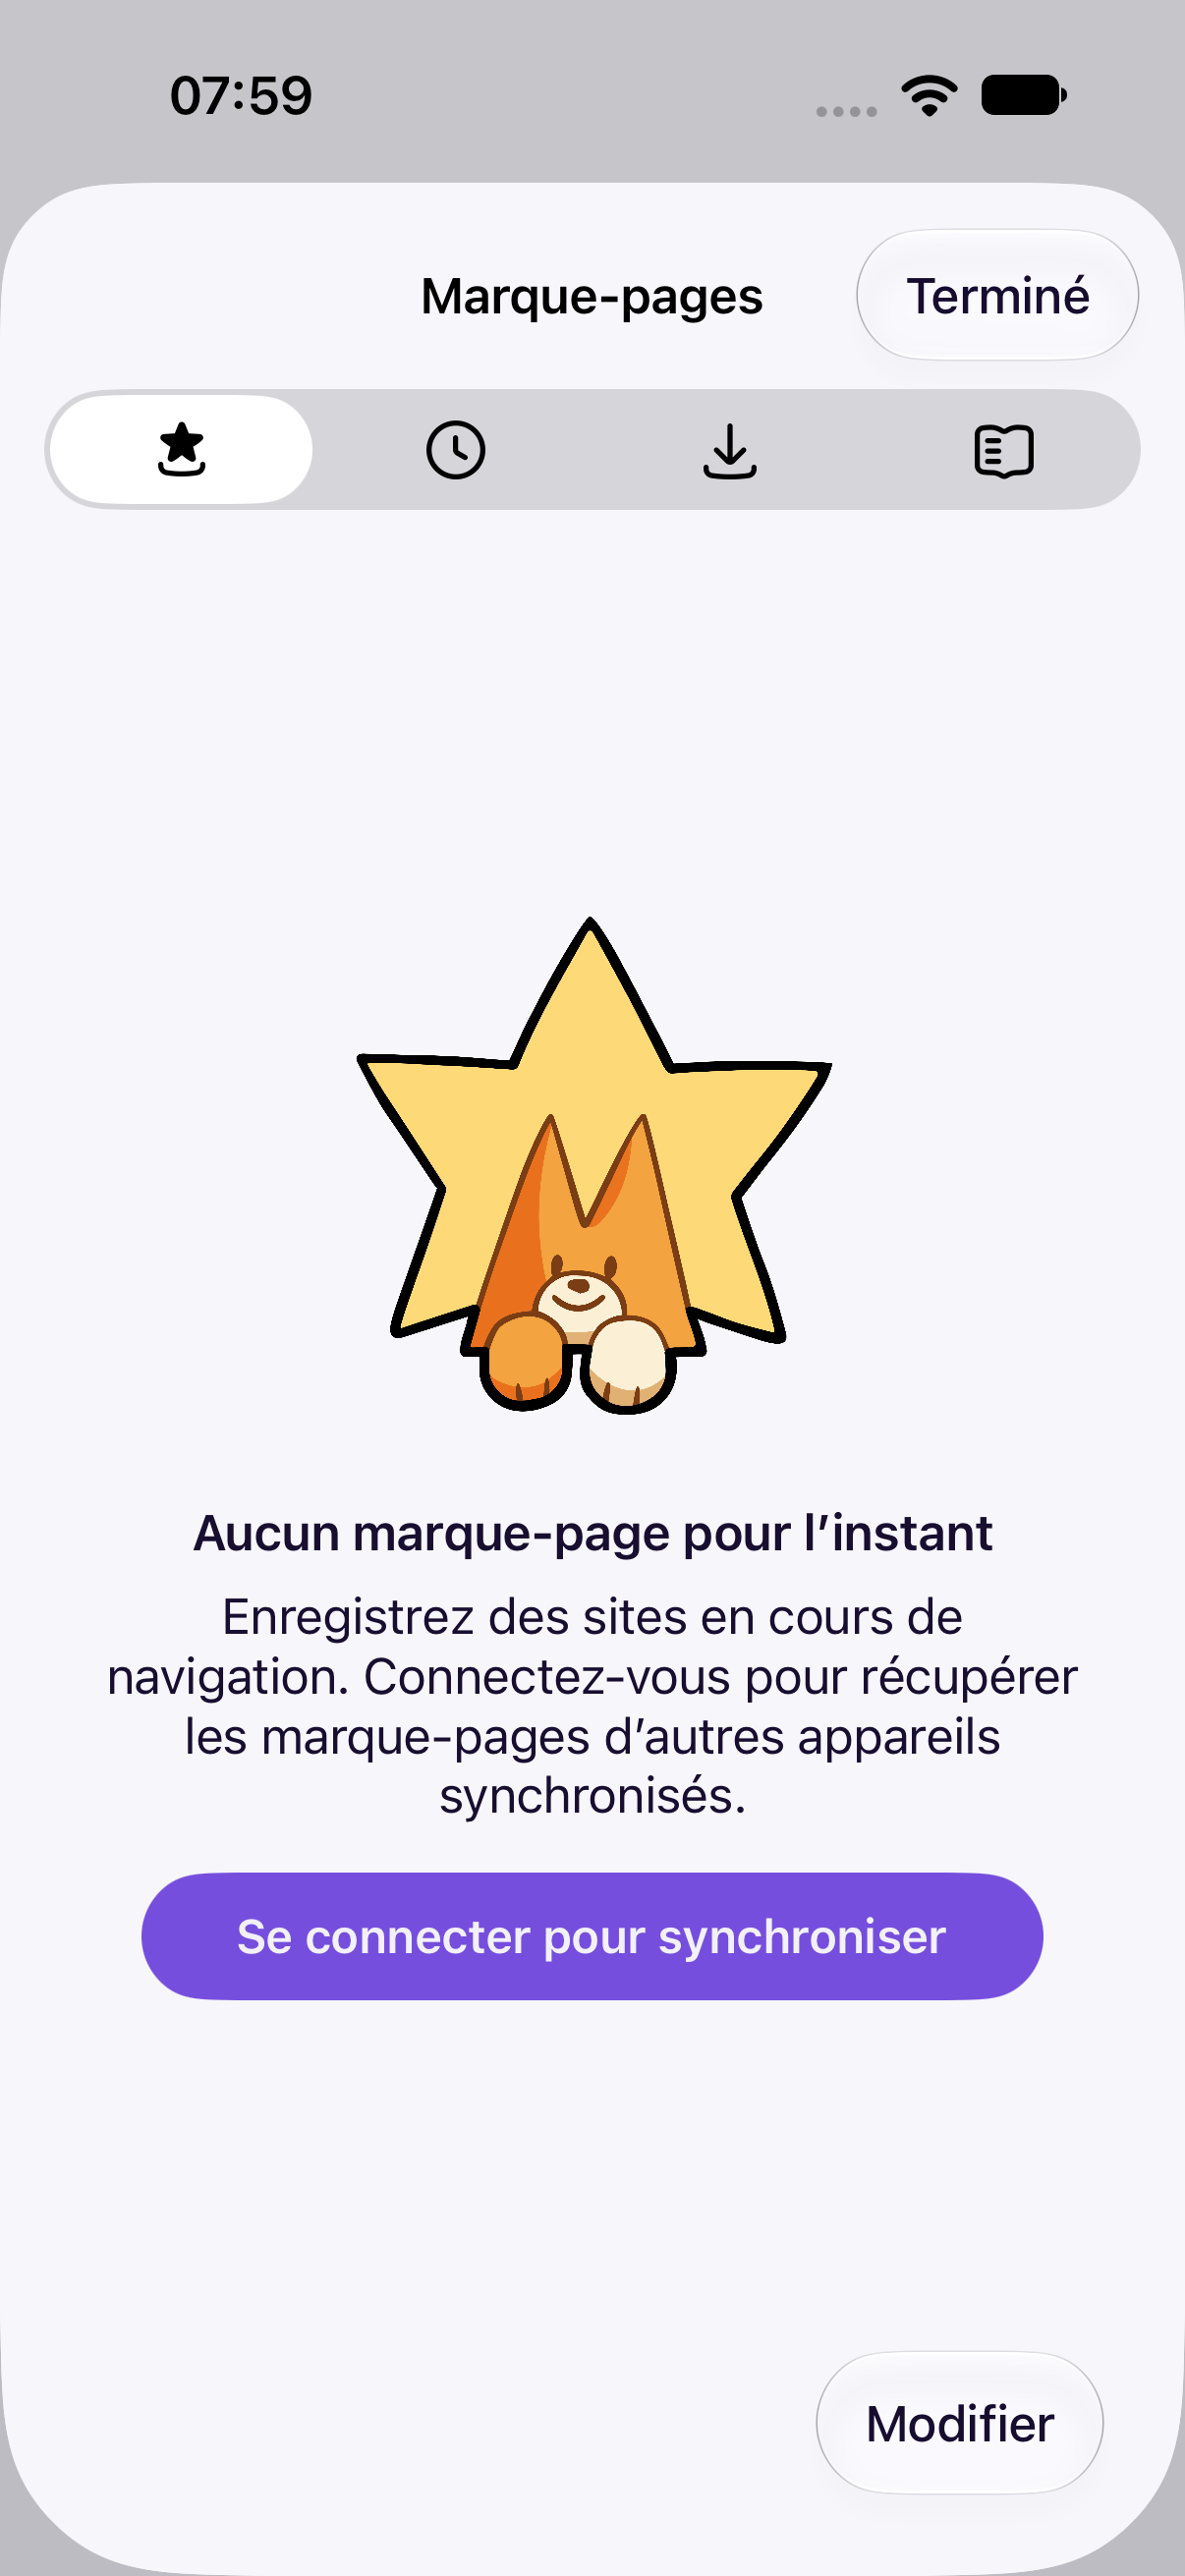 07:59
Marque-pages
Terminé
Aucun marque-page pour l’instant
Enregistrez des sites en cours de
navigation. Connectez-vous pour récupérer
les marque-pages d’autres appareils
synchronisés.
Se connecter pour synchroniser
Modifier